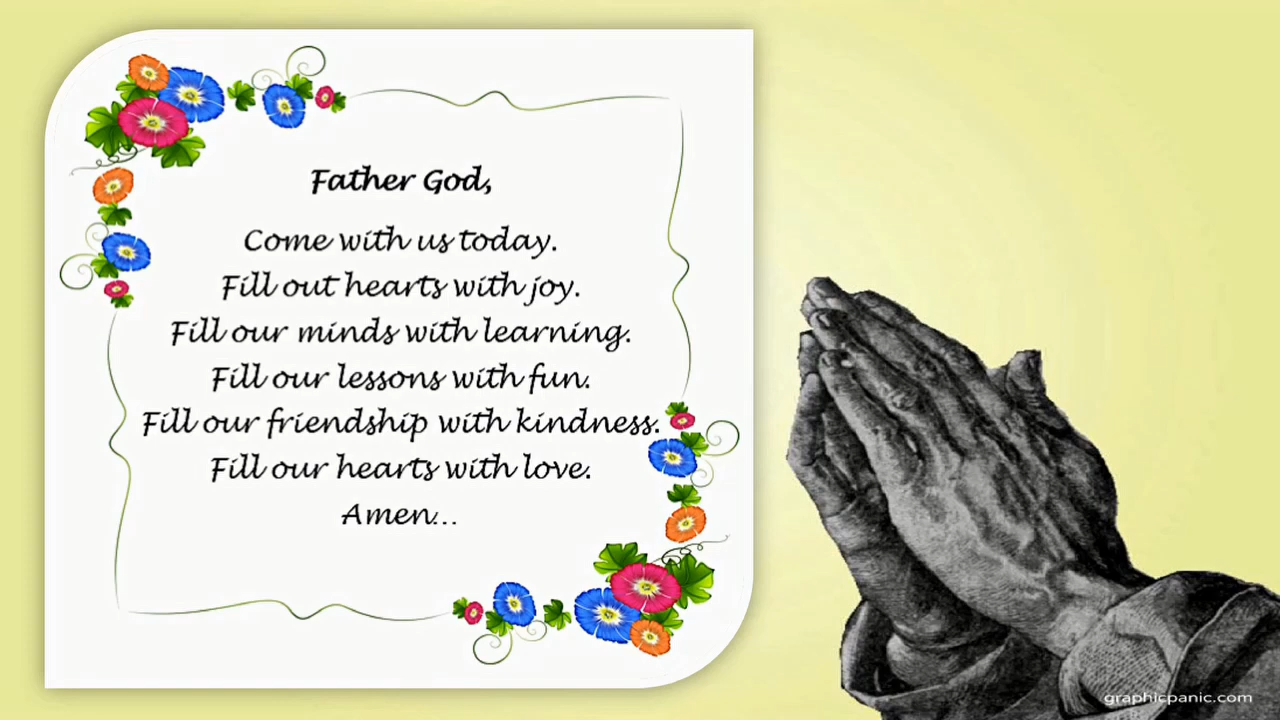 Father God,
Come with us today.
Fill out hearts with joy.
Fill our minds with learning.
Fill our lessons with fun.
Fill our friendship with kindness.
Fill our hearts with love.
Amen...
graphicpanic.com